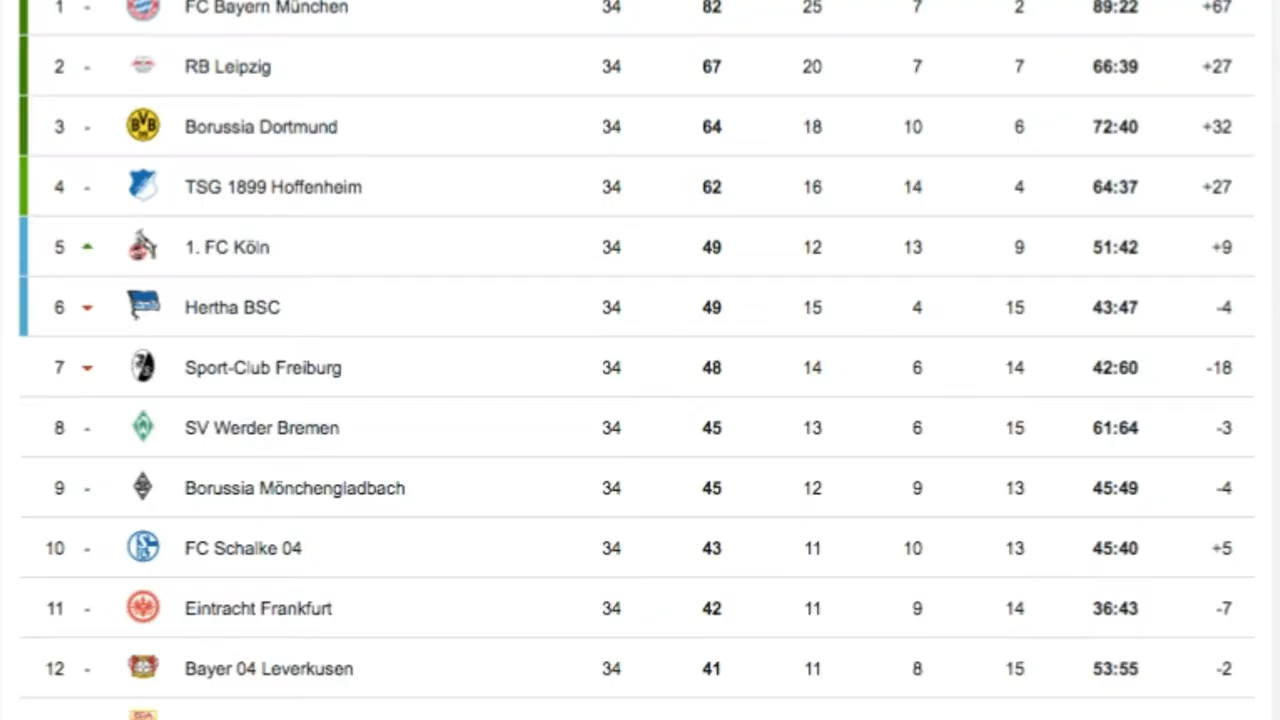 1 - FC Bayern München 34 82 25 7 2 89:22 +67
2 - RB Leipzig 34 67 20 7 7 66:39 +27
3 - BVB 09 Borussia Dortmund 34 64 18 10 6 72:40 +32
4 - TSG 1899 Hoffenheim 34 62 16 14 4 64:37 +27
5 1. FC Köln 34 49 12 13 9 51:42 +9
6 Hertha BSC 34 49 15 4 15 43:47 -4
7 Sport-Club Freiburg 34 48 14 6 14 42:60 -18
8 - SV Werder Bremen 34 45 13 6 15 61:64 -3
9 - Borussia Mönchengladbach 34 45 12 9 13 45:49 -4
10 - FC Schalke 04 34 43 11 10 13 45:40 +5
11 - Eintracht Frankfurt 34 42 11 9 14 36:43 -7
12 - Bayer 04 Leverkusen 34 41 11 8 15 53:55 -2